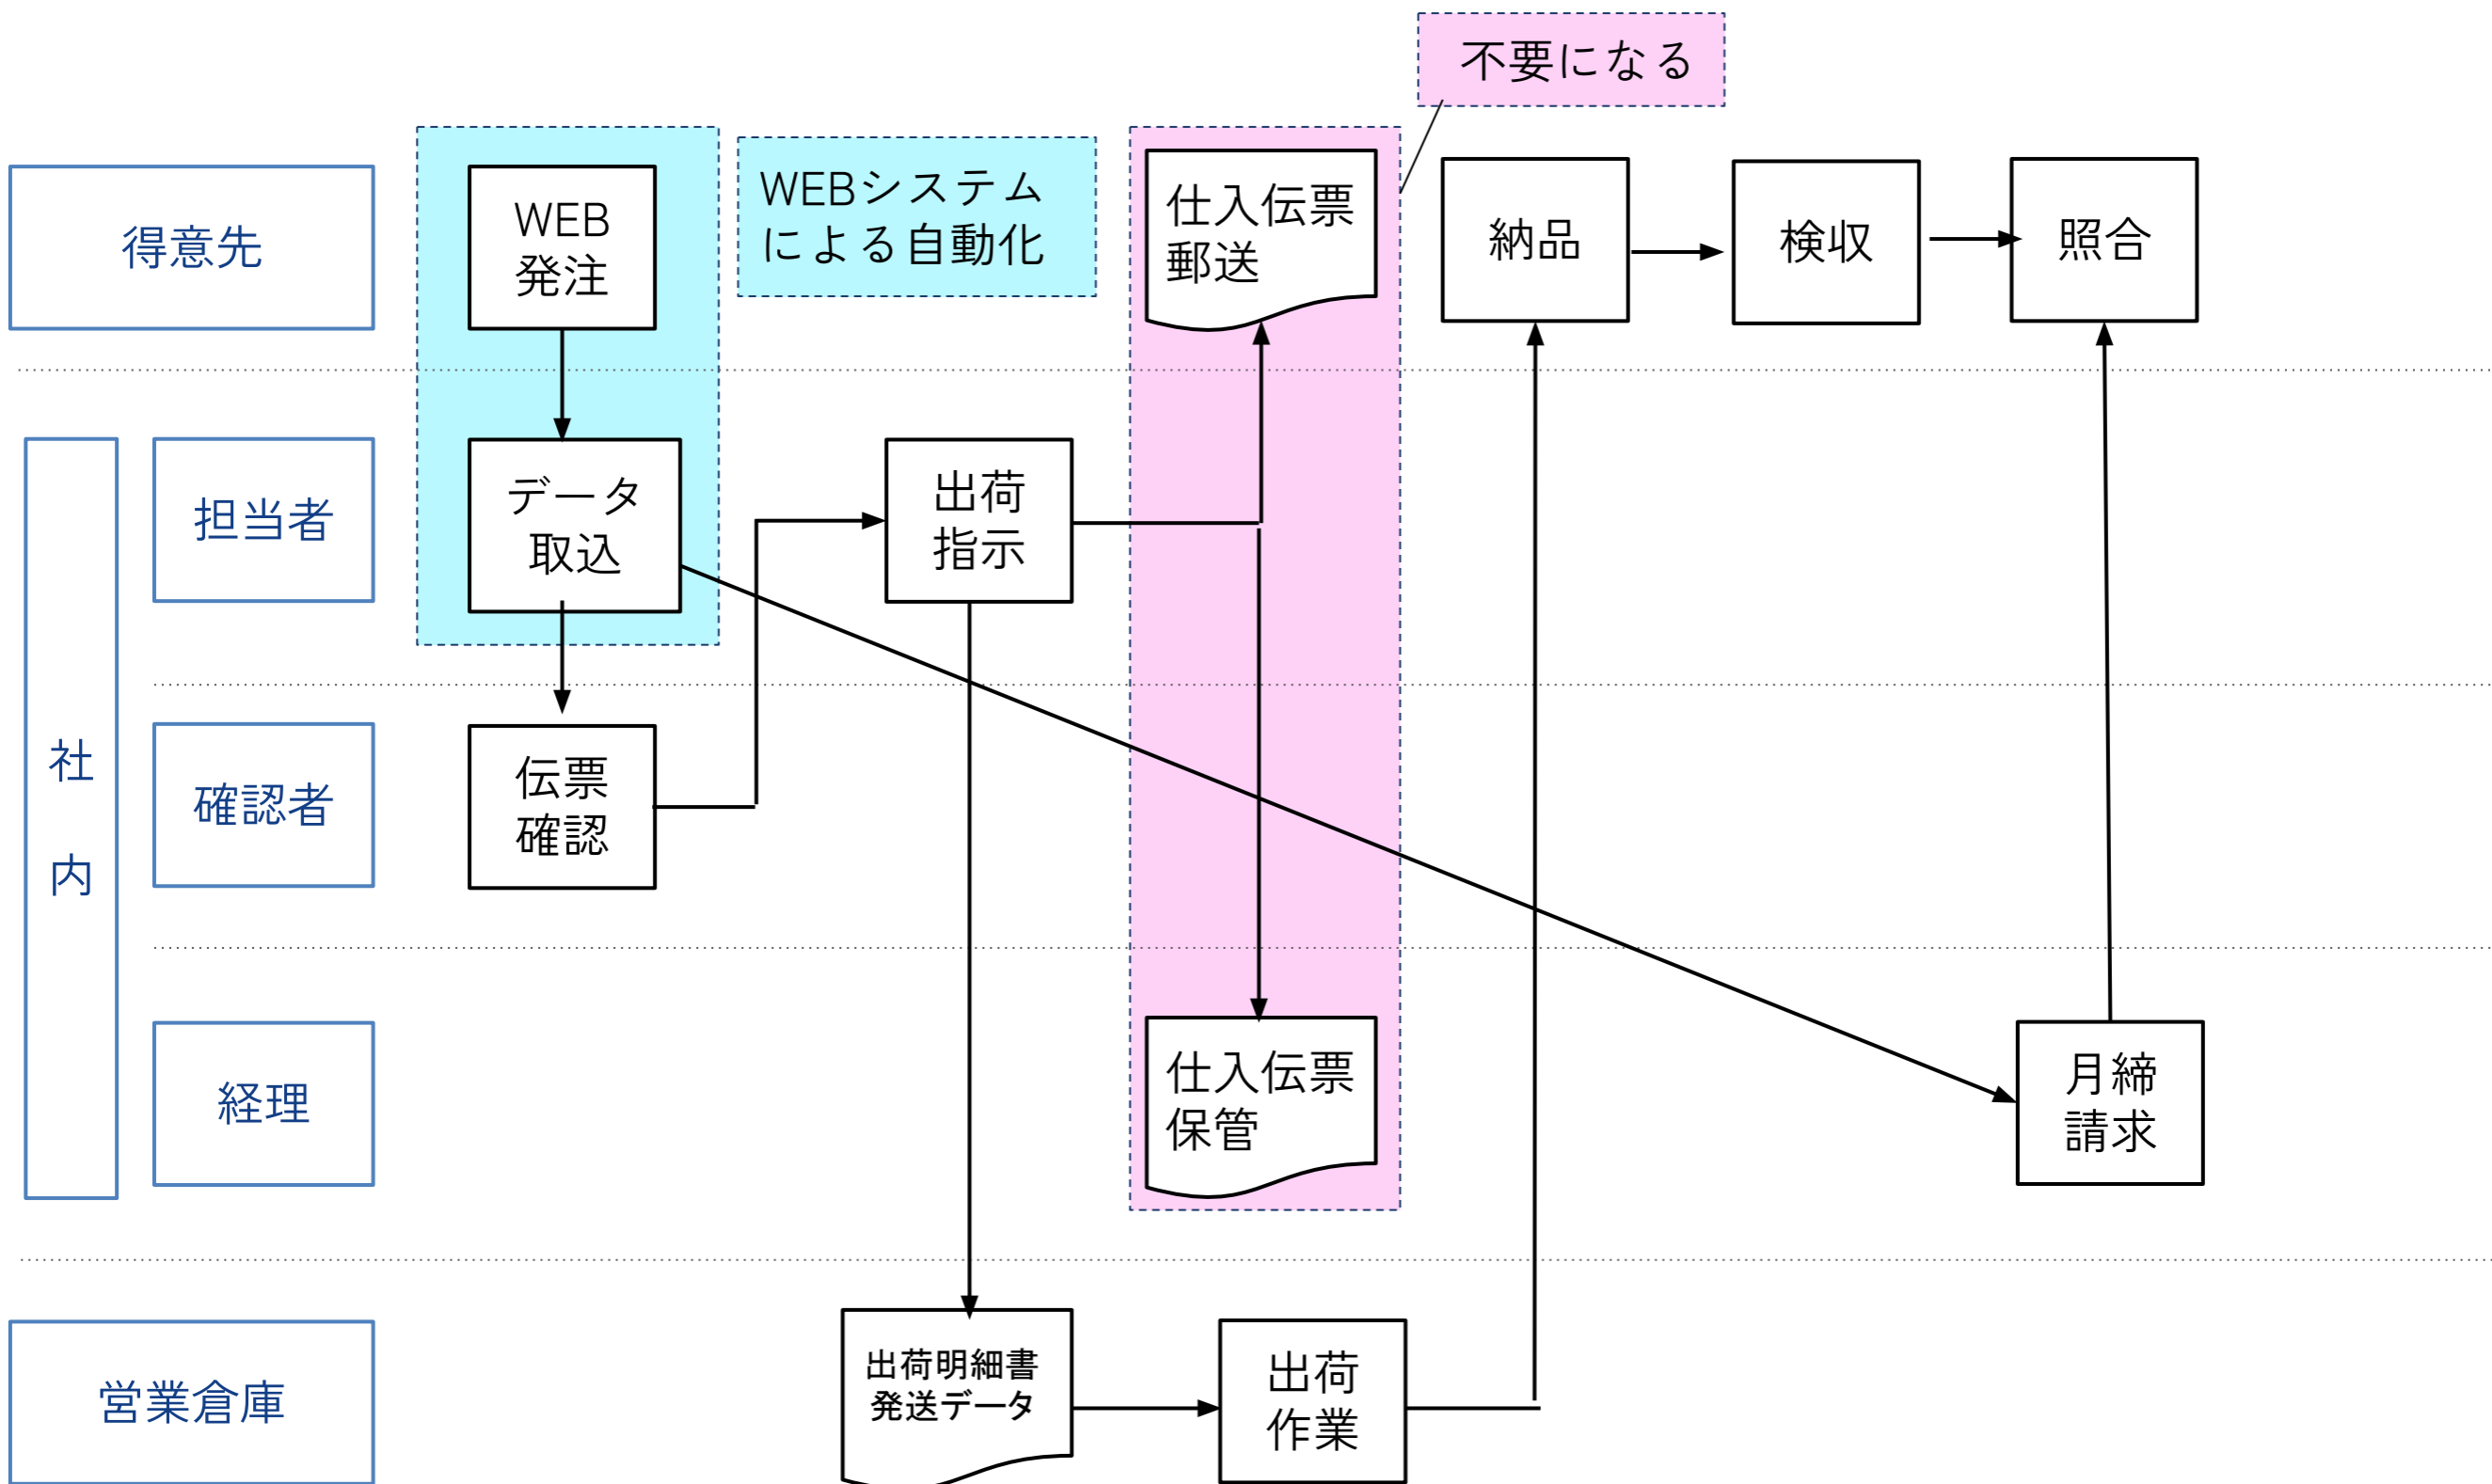 不要になる
得意先
WEB
発注
WEBシステム
による自動化
仕入伝票
郵送
納品
検収
照合
社
内
担当者
データ
取込
出荷
指示
確認者
伝票
確認
経理
仕入伝票
保管
月締
請求
営業倉庫
出荷明細書
発送データ
出荷
作業